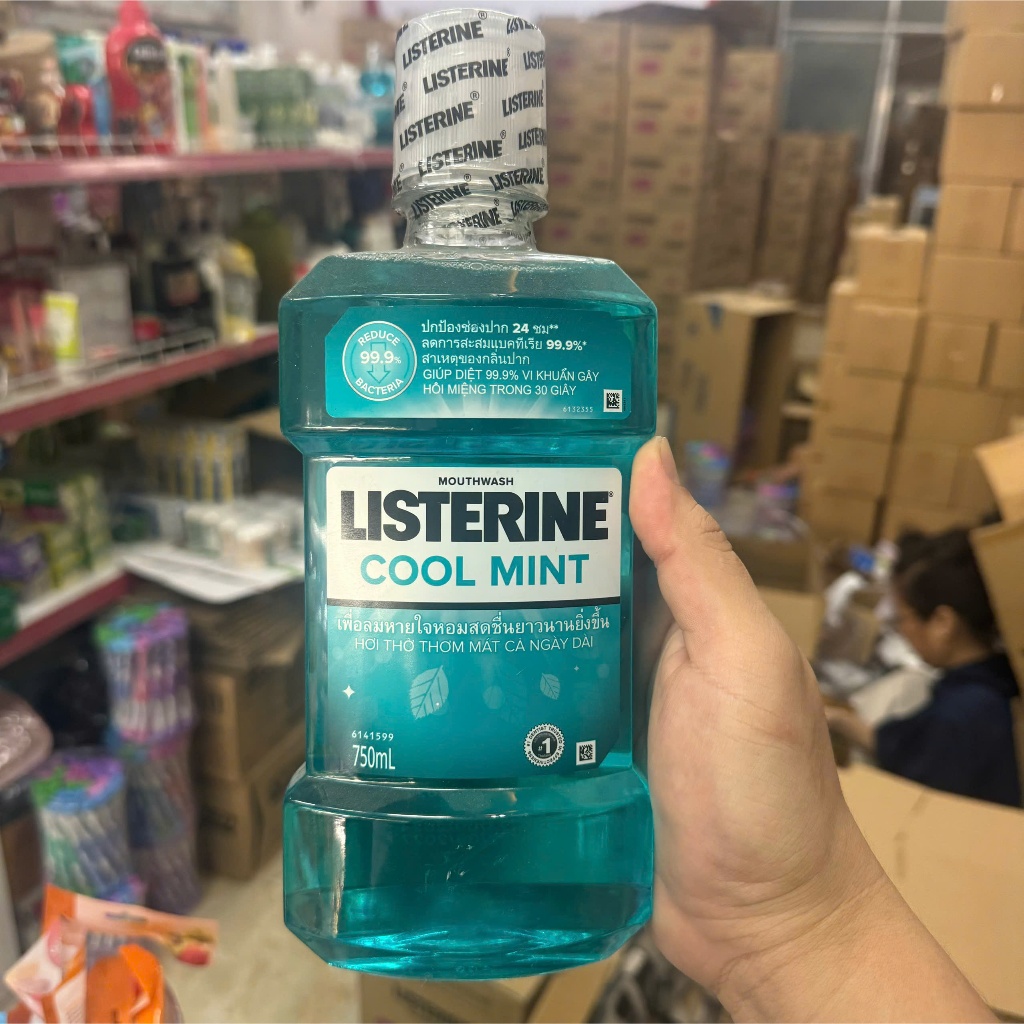 LISTERINE®
LISTERINE®
LISTERINE
LISTERINE®
LISTERINE
LISTERINE®
LISTERINE
LISTERINE
REDUCE
99.9%
BACTERIA
ปกป้องช่องปาก 24 ชม**
ลดการสะสมแบคทีเรีย 99.9%*
สาเหตุของกลิ่นปาก
GIÚP DIỆT 99.9% VI KHUẨN GÂY
HÔI MIỆNG TRONG 30 GIÂY
6132355
MOUTHWASH
LISTERINE®
COOL MINT
เพื่อลมหายใจหอมสดชื่นยาวนานยิ่งขึ้น
HƠI THỞ THƠM MÁT CẢ NGÀY DÀI
6141599
750mL
#1